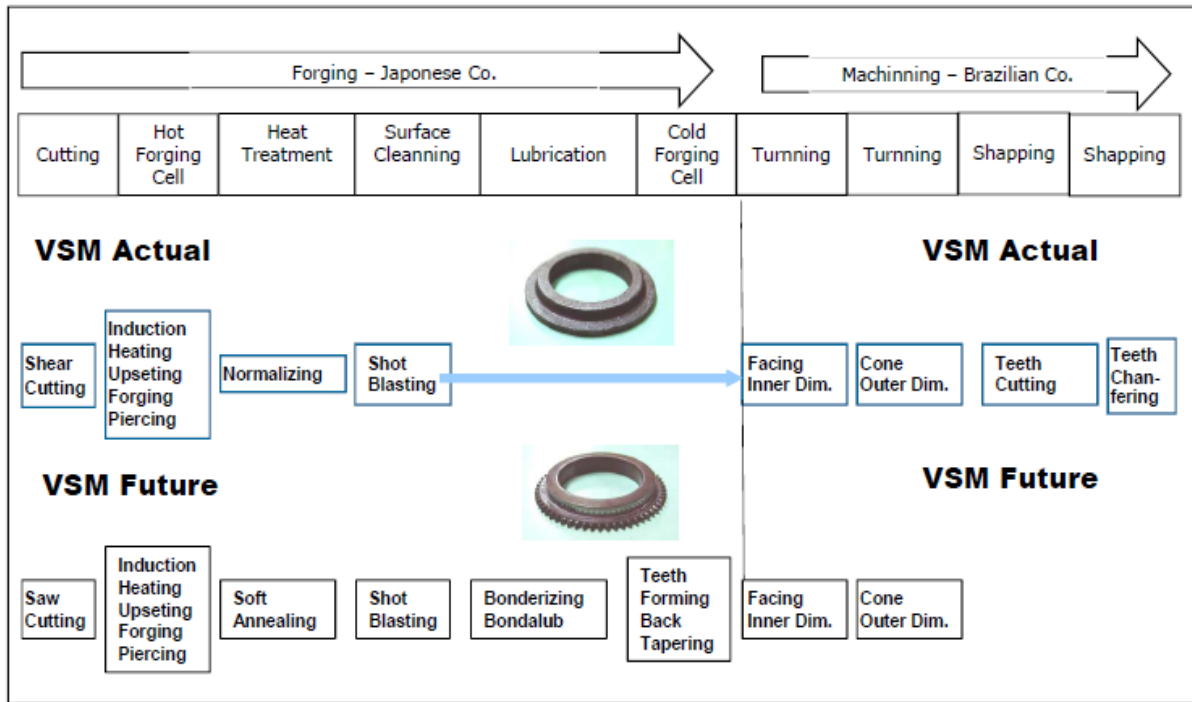 Forging – Japonese Co.
Machinning – Brazilian Co.
Cutting
Hot
Forging
Cell
Heat
Treatment
Surface
Cleanning
Lubrication
Cold
Forging
Cell
Turnning
Turnning
Shapping
Shapping
VSM Actual
VSM Actual
Shear
Cutting
Induction
Heating
Upseting
Forging
Piercing
Normalizing
Shot
Blasting
Facing
Inner Dim.
Cone
Outer Dim.
Teeth
Cutting
Teeth
Chan-
fering
VSM Future
VSM Future
Saw
Cutting
Induction
Heating
Upseting
Forging
Piercing
Soft
Annealing
Shot
Blasting
Bonderizing
Bondalub
Teeth
Forming
Back
Tapering
Facing
Inner Dim.
Cone
Outer Dim.